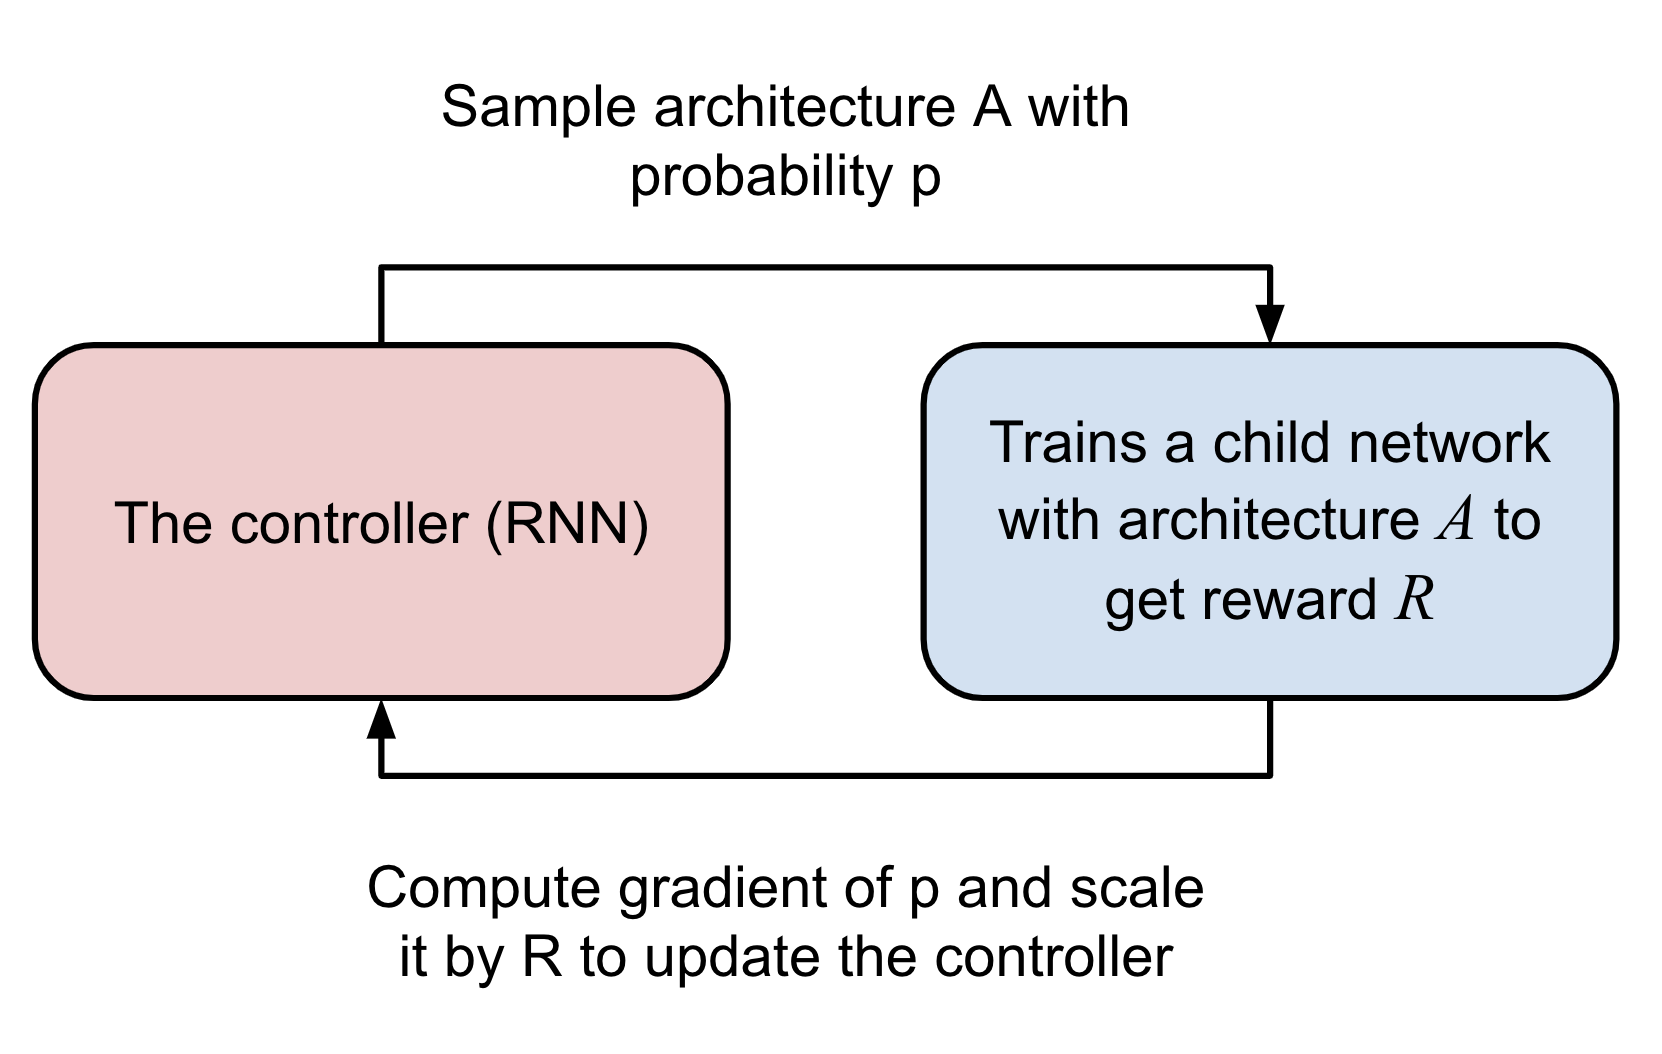 Sample architecture A with
probability p
The controller (RNN)
Trains a child network
with architecture A to
get reward R
Compute gradient of p and scale
it by R to update the controller